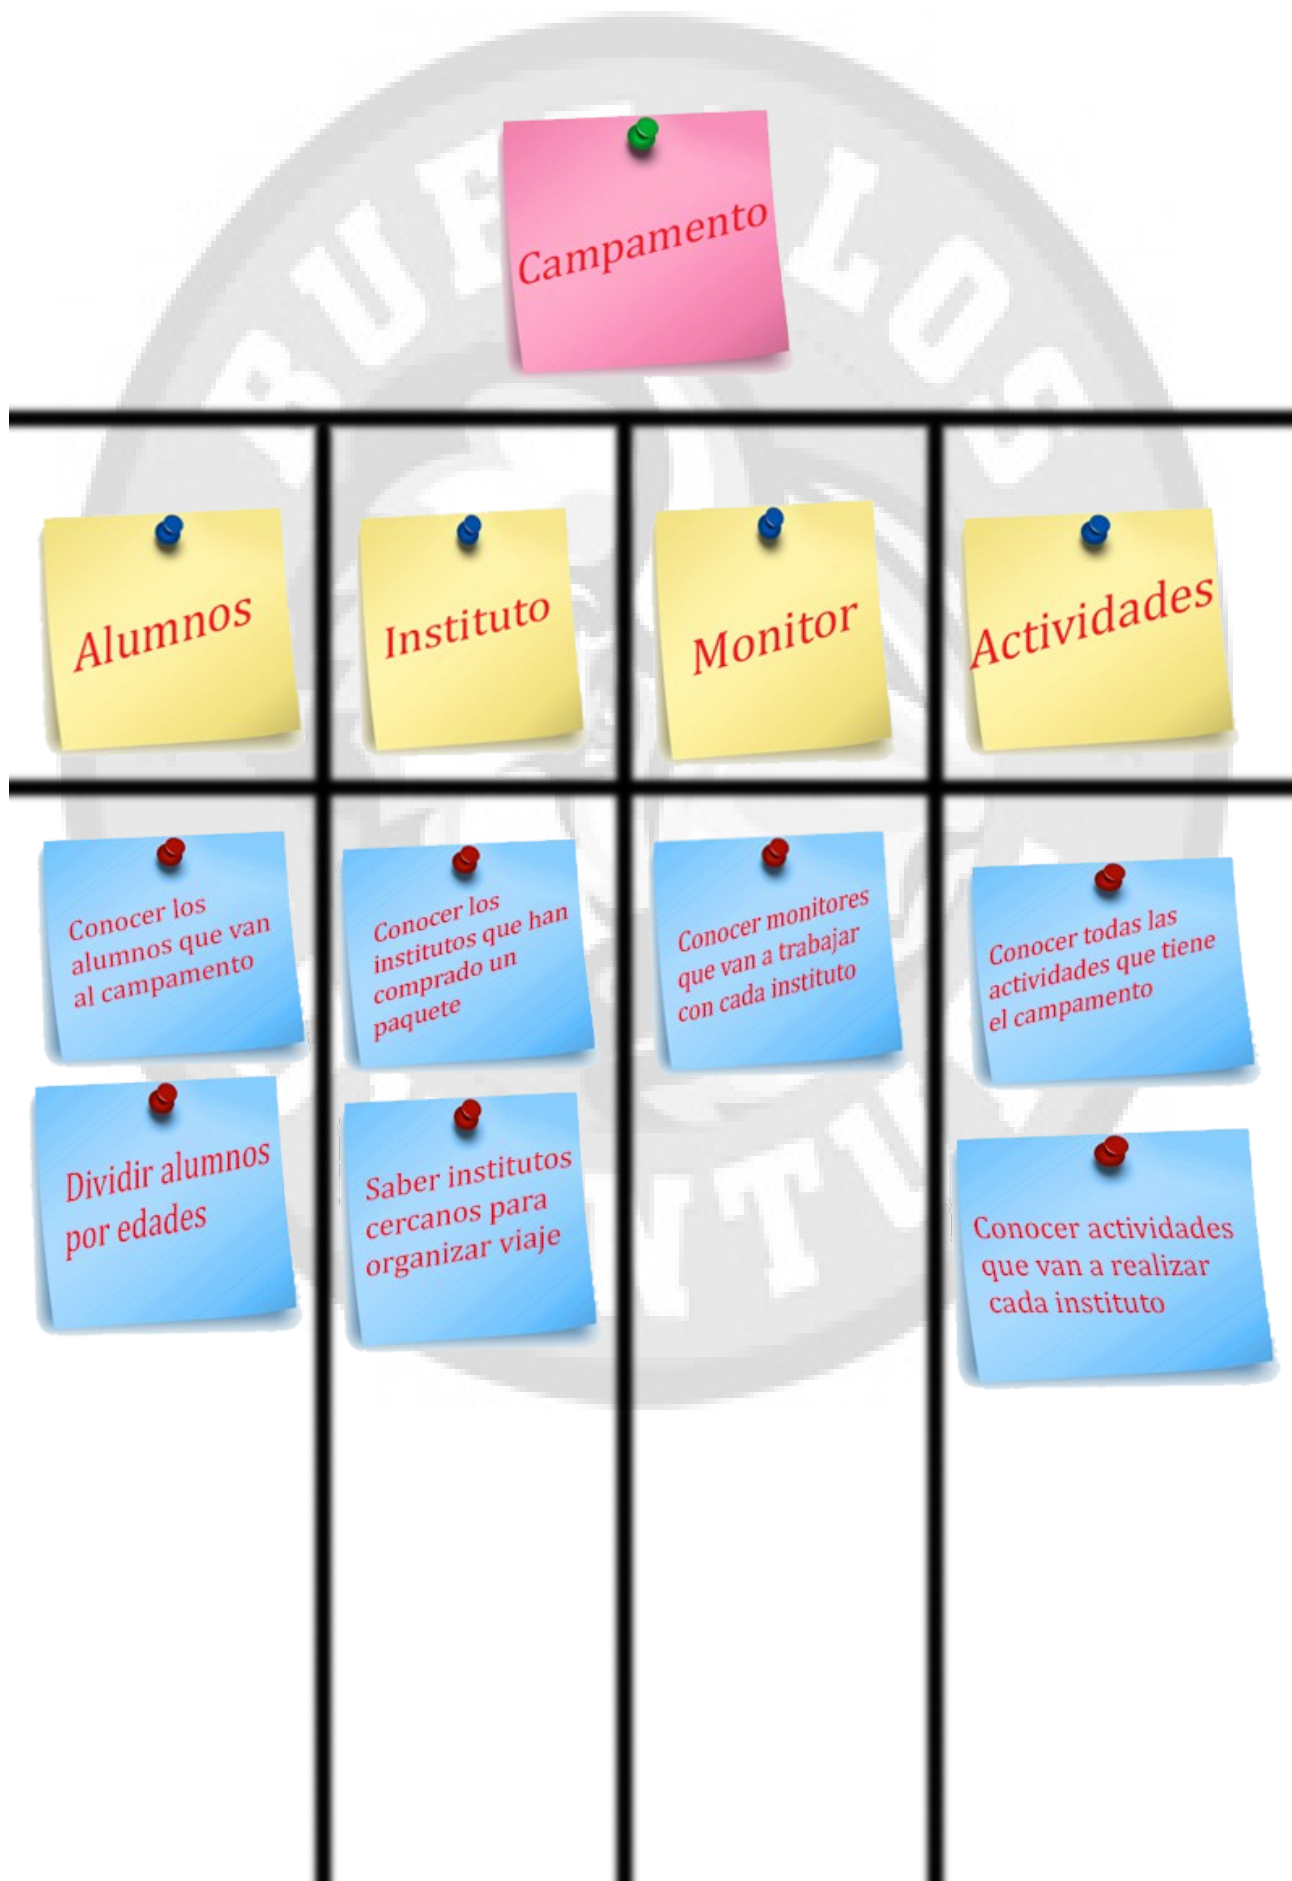 Campamento
Alumnos
Instituto
Monitor
Actividades
Conocer los
alumnos que van
al campamento
Conocer los
institutos que han
comprado un
paquete
Conocer monitores
que van a trabajar
con cada instituto
Conocer todas las
actividades que tiene
el campamento
Dividir alumnos
por edades
Saber institutos
cercanos para
organizar viaje
Conocer actividades
que van a realizar
cada instituto